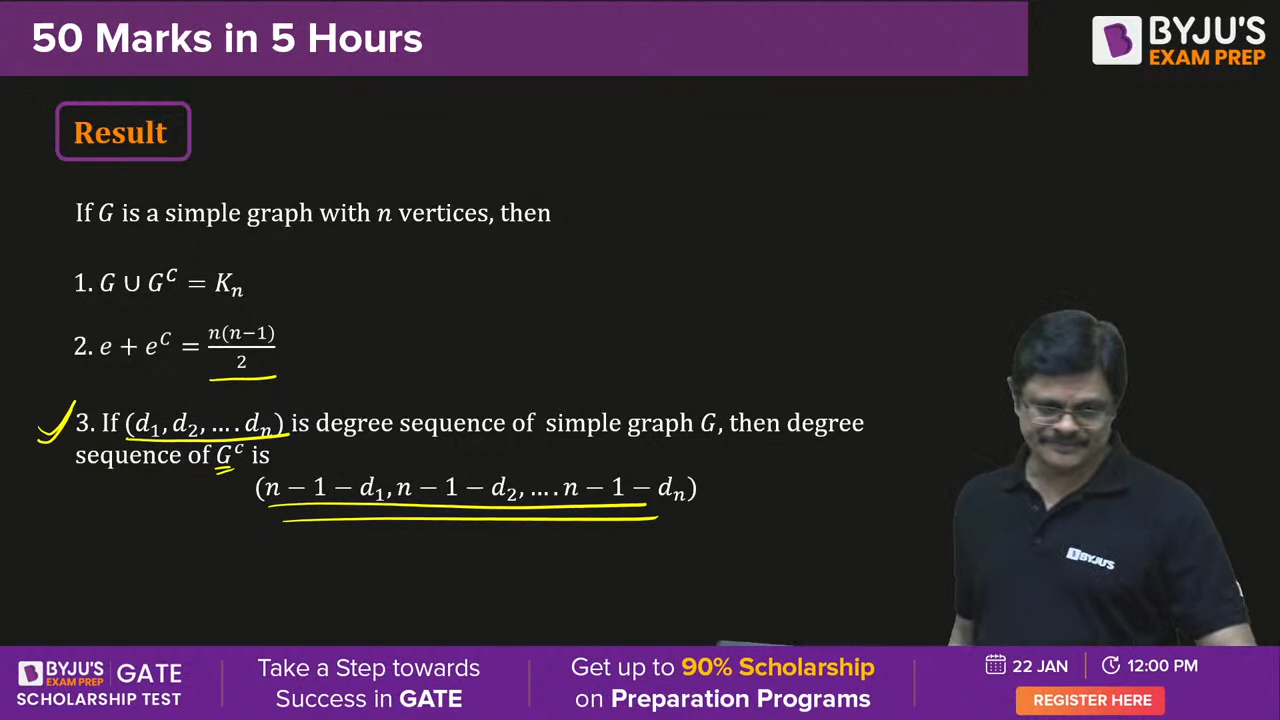 50 Marks in 5 Hours
BYJU'S
EXAM PREP
Result
If G is a simple graph with n vertices, then
1. G ∪ G^C = K_n
2. e + e^C = n(n−1)/2
3. If (d_1, d_2, .... d_n) is degree sequence of simple graph G, then degree
sequence of G^c is
(n − 1 − d_1, n − 1 − d_2, .... n − 1 − d_n)
BYJU'S
BYJU'S
EXAM PREP
GATE
SCHOLARSHIP TEST
Take a Step towards
Success in GATE
Get up to 90% Scholarship
on Preparation Programs
22 JAN
12:00 PM
REGISTER HERE